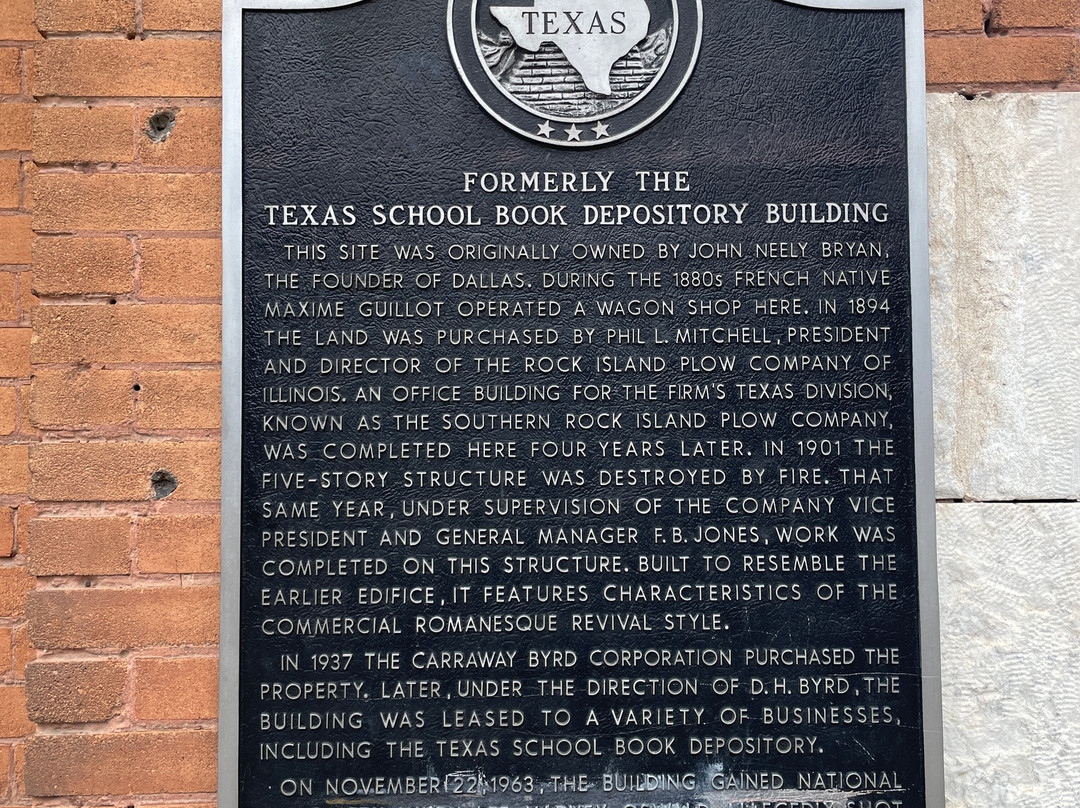 TEXAS
FORMERLY THE
TEXAS SCHOOL BOOK DEPOSITORY BUILDING
THIS SITE WAS ORIGINALLY OWNED BY JOHN NEELY BRYAN,
THE FOUNDER OF DALLAS. DURING THE 1880s FRENCH NATIVE
MAXIME GUILLOT OPERATED A WAGON SHOP HERE. IN 1894
THE LAND WAS PURCHASED BY PHIL L. MITCHELL, PRESIDENT
AND DIRECTOR OF THE ROCK ISLAND PLOW COMPANY OF
ILLINOIS. AN OFFICE BUILDING FOR THE FIRM'S TEXAS DIVISION,
KNOWN AS THE SOUTHERN ROCK ISLAND PLOW COMPANY,
WAS COMPLETED HERE FOUR YEARS LATER. IN 1901 THE
FIVE-STORY STRUCTURE WAS DESTROYED BY FIRE. THAT
SAME YEAR, UNDER SUPERVISION OF THE COMPANY VICE
PRESIDENT AND GENERAL MANAGER F. B. JONES, WORK WAS
COMPLETED ON THIS STRUCTURE. BUILT TO RESEMBLE THE
EARLIER EDIFICE, IT FEATURES CHARACTERISTICS OF THE
COMMERCIAL ROMANESQUE REVIVAL STYLE.
IN 1937 THE CARRAWAY BYRD CORPORATION PURCHASED THE
PROPERTY. LATER, UNDER THE DIRECTION OF D. H. BYRD, THE
BUILDING WAS LEASED TO A VARIETY OF BUSINESSES,
INCLUDING THE TEXAS SCHOOL BOOK DEPOSITORY.
ON NOVEMBER 22, 1963, THE BUILDING GAINED NATIONAL